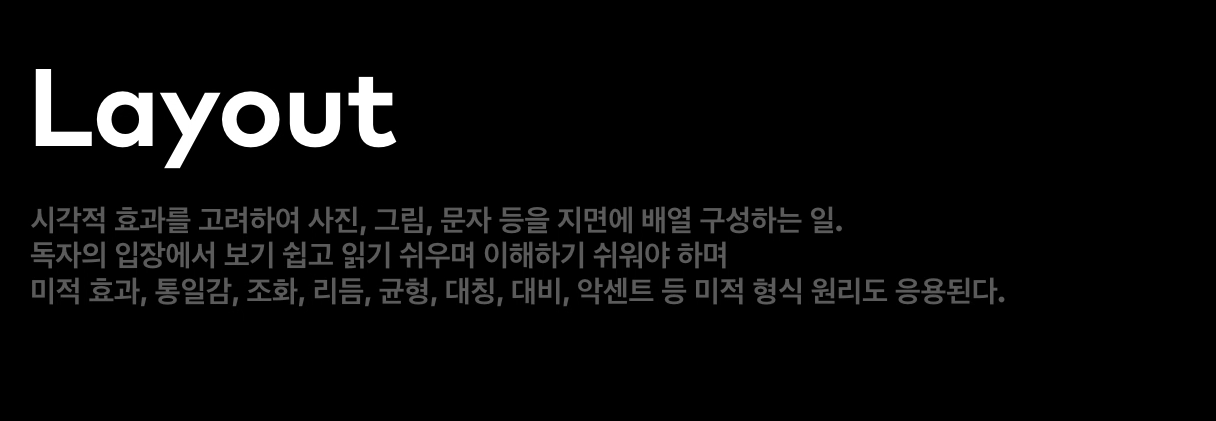 Layout
시각적 효과를 고려하여 사진, 그림, 문자 등을 지면에 배열 구성하는 일.
독자의 입장에서 보기 쉽고 읽기 쉬우며 이해하기 쉬워야 하며
미적 효과, 통일감, 조화, 리듬, 균형, 대칭, 대비, 악센트 등 미적 형식 원리도 응용된다.